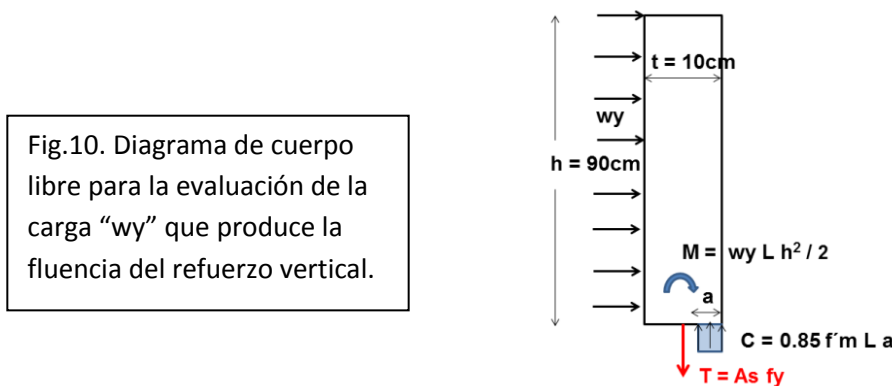 Fig.10. Diagrama de cuerpo
libre para la evaluación de la
carga “wy” que produce la
fluencia del refuerzo vertical.
t = 10cm
wy
h = 90cm
M = wy L h² / 2
a
C = 0.85 f´m L a
T = As fy